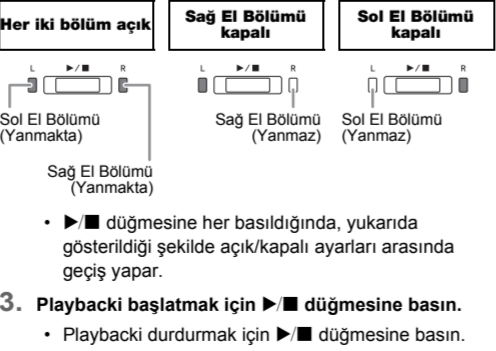 Her iki bölüm açık
Sağ El Bölümü
kapalı
Sol El Bölümü
kapalı
L ▶/■ R
L ▶/■ R
L ▶/■ R
Sol El Bölümü
(Yanmakta)
Sağ El Bölümü
(Yanmakta)
Sağ El Bölümü
(Yanmaz)
Sol El Bölümü
(Yanmaz)
• ▶/■ düğmesine her basıldığında, yukarıda
gösterildiği şekilde açık/kapalı ayarları arasında
geçiş yapar.
3. Playbacki başlatmak için ▶/■ düğmesine basın.
• Playbacki durdurmak için ▶/■ düğmesine basın.